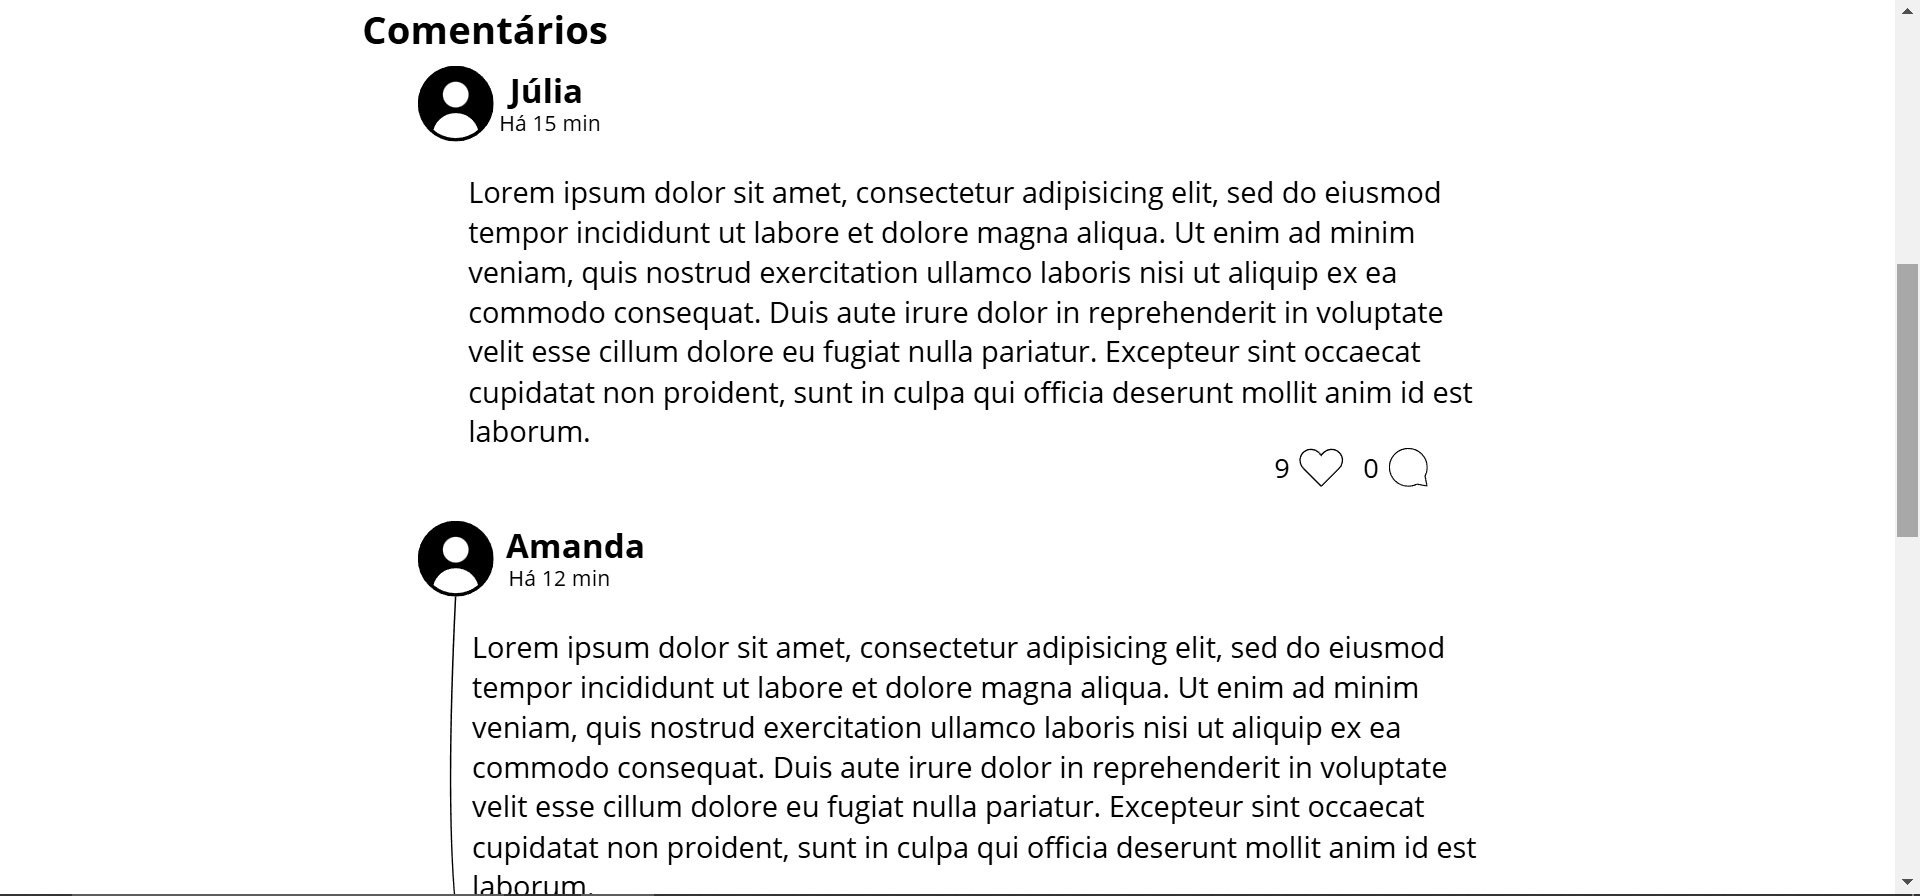 Comentários
Júlia
Há 15 min
Lorem ipsum dolor sit amet, consectetur adipisicing elit, sed do eiusmod
tempor incididunt ut labore et dolore magna aliqua. Ut enim ad minim
veniam, quis nostrud exercitation ullamco laboris nisi ut aliquip ex ea
commodo consequat. Duis aute irure dolor in reprehenderit in voluptate
velit esse cillum dolore eu fugiat nulla pariatur. Excepteur sint occaecat
cupidatat non proident, sunt in culpa qui officia deserunt mollit anim id est
laborum.
9 0
Amanda
Há 12 min
Lorem ipsum dolor sit amet, consectetur adipisicing elit, sed do eiusmod
tempor incididunt ut labore et dolore magna aliqua. Ut enim ad minim
veniam, quis nostrud exercitation ullamco laboris nisi ut aliquip ex ea
commodo consequat. Duis aute irure dolor in reprehenderit in voluptate
velit esse cillum dolore eu fugiat nulla pariatur. Excepteur sint occaecat
cupidatat non proident, sunt in culpa qui officia deserunt mollit anim id est
laborum.